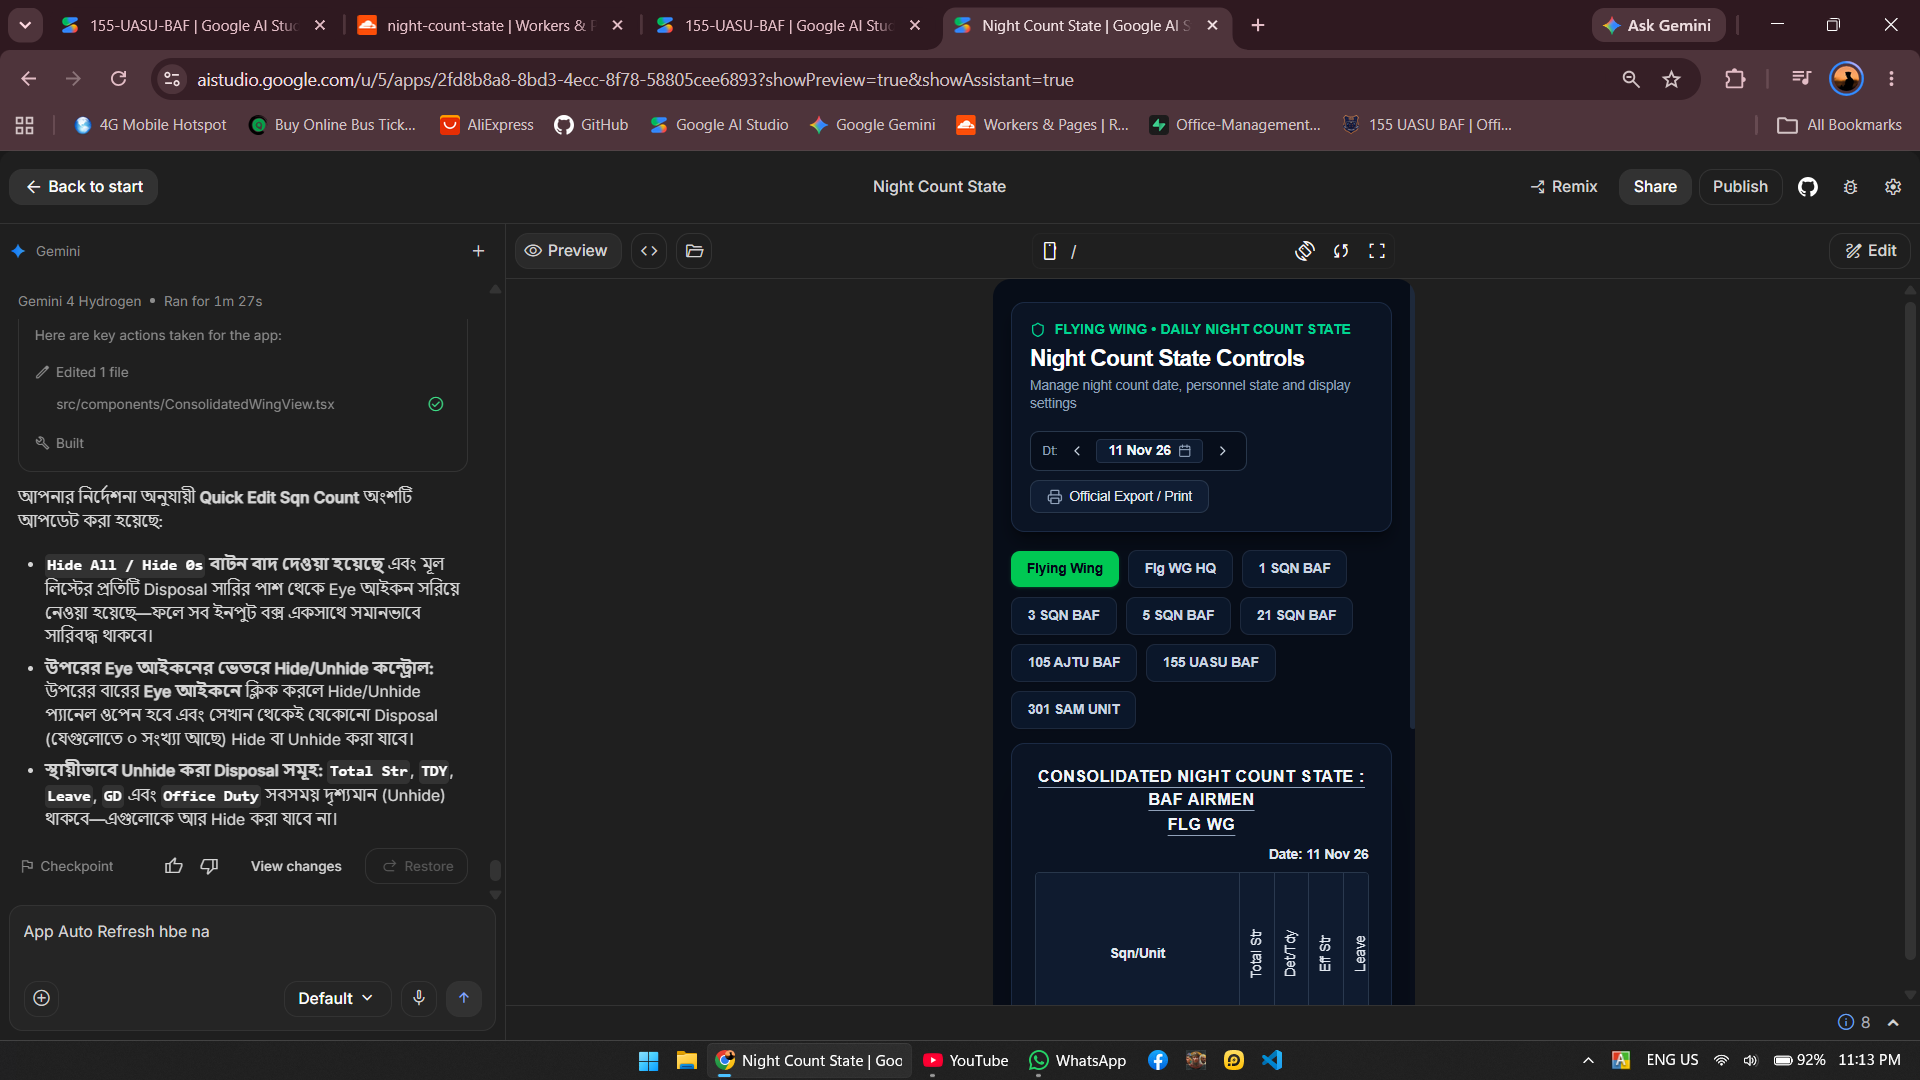 155-UASU-BAF | Google AI Stuc
night-count-state | Workers & P
155-UASU-BAF | Google AI Stuc
Night Count State | Google AI S
Ask Gemini
aistudio.google.com/u/5/apps/2fd8b8a8-8bd3-4ecc-8f78-58805cee6893?showPreview=true&showAssistant=true
4G Mobile Hotspot
Buy Online Bus Tick...
AliExpress
GitHub
Google AI Studio
Google Gemini
Workers & Pages | R...
Office-Management...
155 UASU BAF | Offi...
All Bookmarks
Back to start
Night Count State
Remix
Share
Publish
Gemini
Preview
/
Edit
Gemini 4 Hydrogen • Ran for 1m 27s
Here are key actions taken for the app:
Edited 1 file
src/components/ConsolidatedWingView.tsx
Built
আপনার নির্দেশনা অনুযায়ী Quick Edit Sqn Count অংশটি
আপডেট করা হয়েছে:
• Hide All / Hide 0s বাটন বাদ দেওয়া হয়েছে এবং মূল
লিস্টের প্রতিটি Disposal সারির পাশ থেকে Eye আইকন সরিয়ে
নেওয়া হয়েছে—ফলে সব ইনপুট বক্স একসাথে সমানভাবে
সারিবদ্ধ থাকবে।
• উপরের Eye আইকনের ভেতরে Hide/Unhide কন্ট্রোল:
উপরের বারের Eye আইকনে ক্লিক করলে Hide/Unhide
প্যানেল ওপেন হবে এবং সেখান থেকেই যেকোনো Disposal
(যেগুলোতে ০ সংখ্যা আছে) Hide বা Unhide করা যাবে।
• স্থায়ীভাবে Unhide করা Disposal সমূহ: Total Str, TDY,
Leave, GD এবং Office Duty সবসময় দৃশ্যমান (Unhide)
থাকবে—এগুলোকে আর Hide করা যাবে না।
Checkpoint
View changes
Restore
App Auto Refresh hbe na
Default
FLYING WING • DAILY NIGHT COUNT STATE
Night Count State Controls
Manage night count date, personnel state and display
settings
Dt:
11 Nov 26
Official Export / Print
Flying Wing
Flg WG HQ
1 SQN BAF
3 SQN BAF
5 SQN BAF
21 SQN BAF
105 AJTU BAF
155 UASU BAF
301 SAM UNIT
CONSOLIDATED NIGHT COUNT STATE :
BAF AIRMEN
FLG WG
Date: 11 Nov 26
Sqn/Unit
Total Str
Det/Tdy
Eff Str
Leave
8
Night Count State | Goo
YouTube
WhatsApp
ENG US
92%
11:13 PM